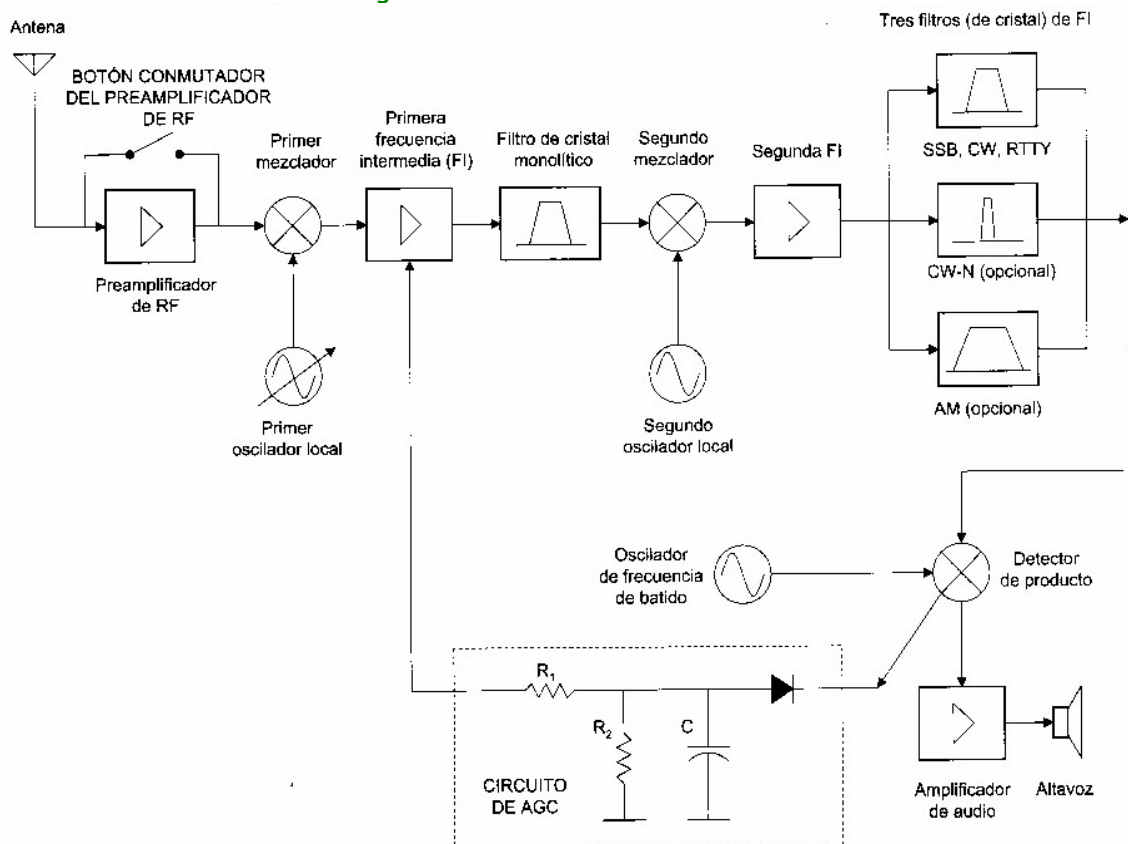 Antena
BOTÓN CONMUTADOR
DEL PREAMPLIFICADOR
DE RF
Preamplificador
de RF
Primer
mezclador
Primer
oscilador local
Primera
frecuencia
intermedia (FI)
Filtro de cristal
monolítico
Segundo
mezclador
Segundo
oscilador local
Segunda FI
Tres filtros (de cristal) de FI
SSB, CW, RTTY
CW-N (opcional)
AM (opcional)
Oscilador
de frecuencia
de batido
Detector
de producto
R1
R2
C
CIRCUITO
DE AGC
Amplificador
de audio
Altavoz